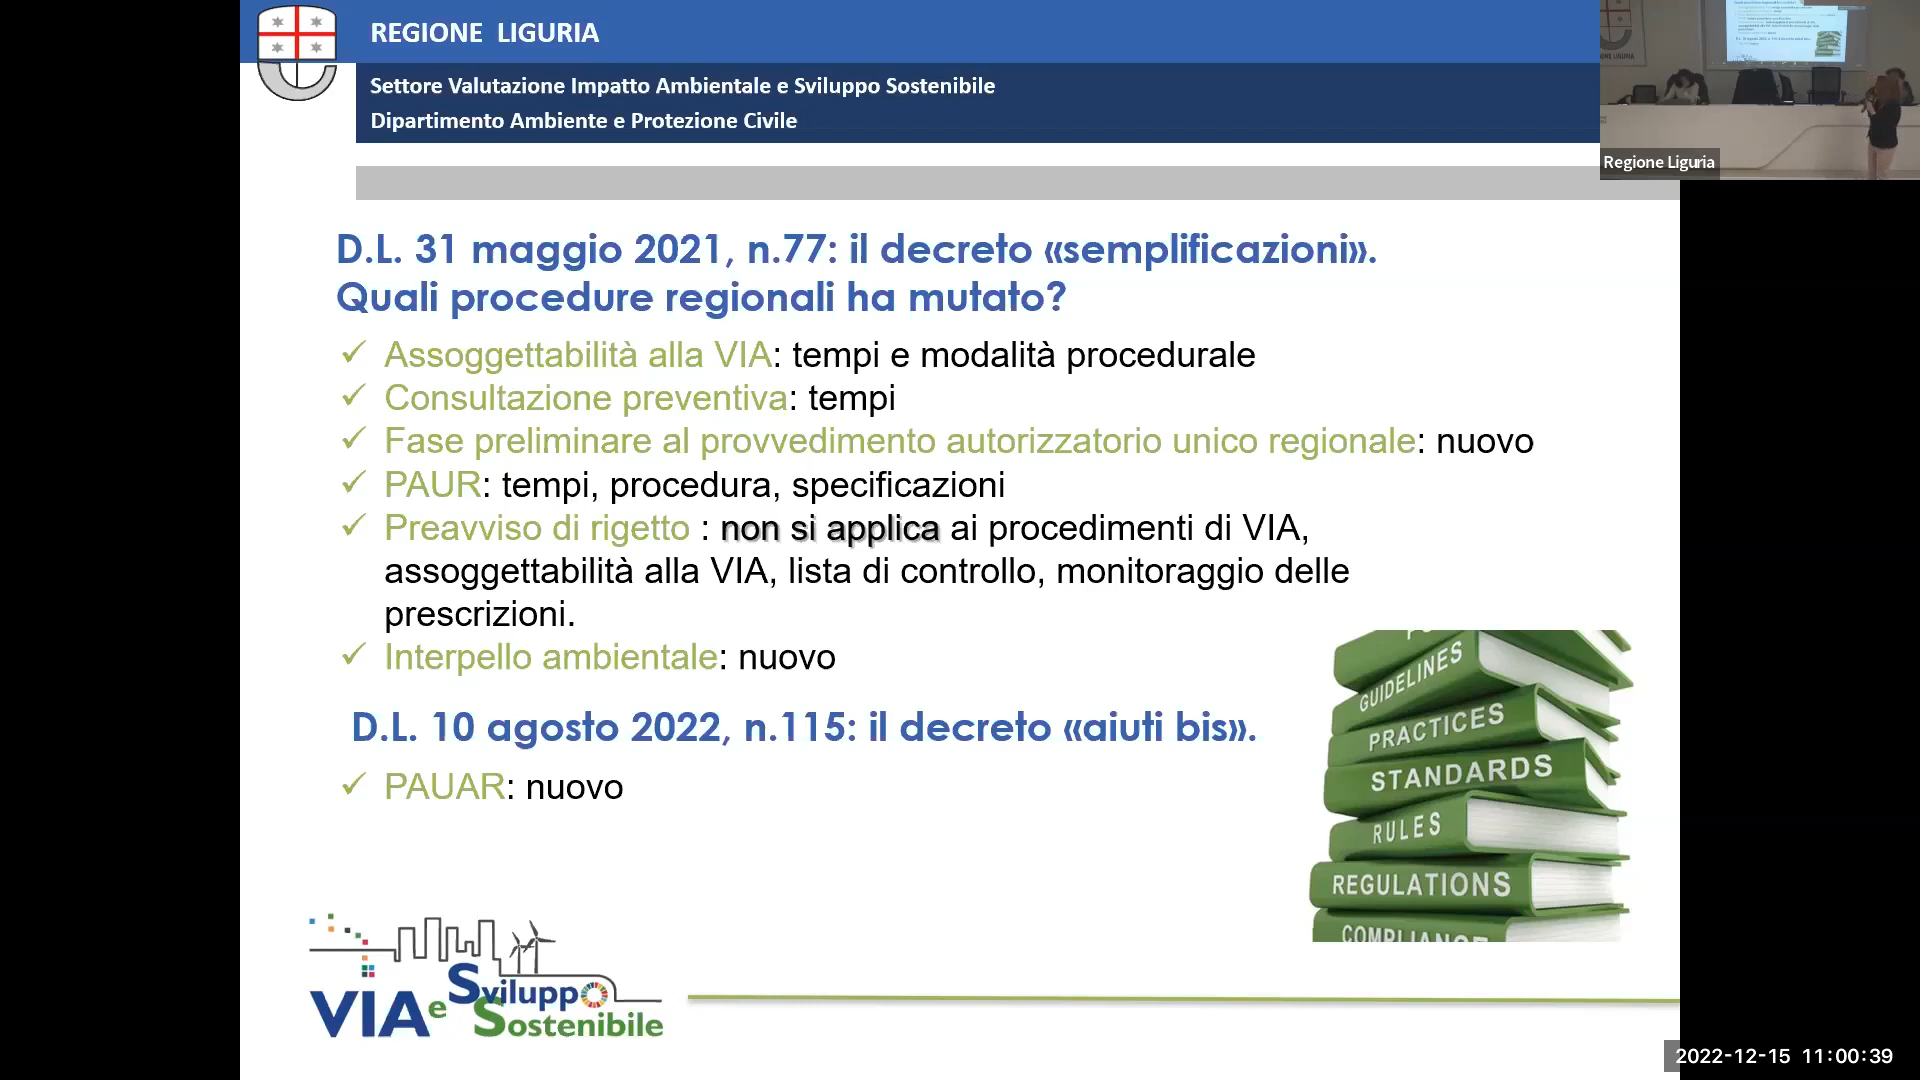 REGIONE LIGURIA
Settore Valutazione Impatto Ambientale e Sviluppo Sostenibile
Dipartimento Ambiente e Protezione Civile
Regione Liguria
D.L. 31 maggio 2021, n.77: il decreto «semplificazioni».
Quali procedure regionali ha mutato?
✓ Assoggettabilità alla VIA: tempi e modalità procedurale
✓ Consultazione preventiva: tempi
✓ Fase preliminare al provvedimento autorizzatorio unico regionale: nuovo
✓ PAUR: tempi, procedura, specificazioni
✓ Preavviso di rigetto : non si applica ai procedimenti di VIA,
assoggettabilità alla VIA, lista di controllo, monitoraggio delle
prescrizioni.
✓ Interpello ambientale: nuovo
D.L. 10 agosto 2022, n.115: il decreto «aiuti bis».
✓ PAUAR: nuovo
GUIDELINES
PRACTICES
STANDARDS
RULES
REGULATIONS
COMPLIANCE
VIA e Sviluppo
Sostenibile
2022-12-15 11:00:39